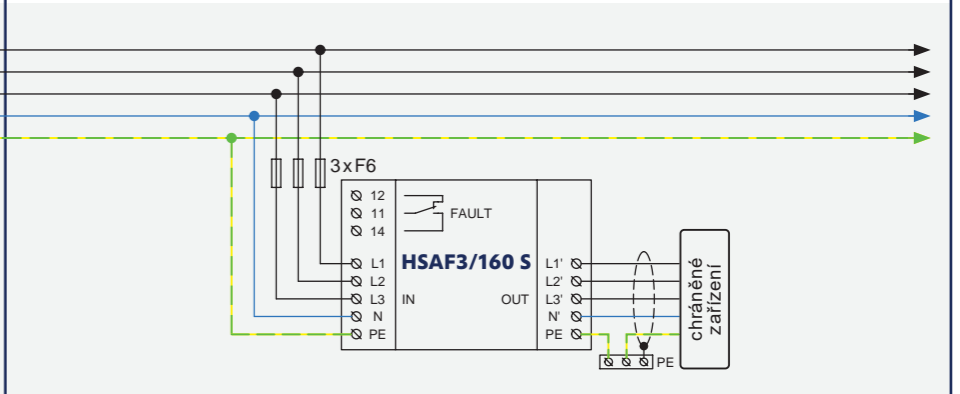 3xF6
12
11 FAULT
14
L1 HSAF3/160 S L1'
L2 L2'
L3 IN OUT L3'
N N'
PE PE
PE
chráněné
zařízení